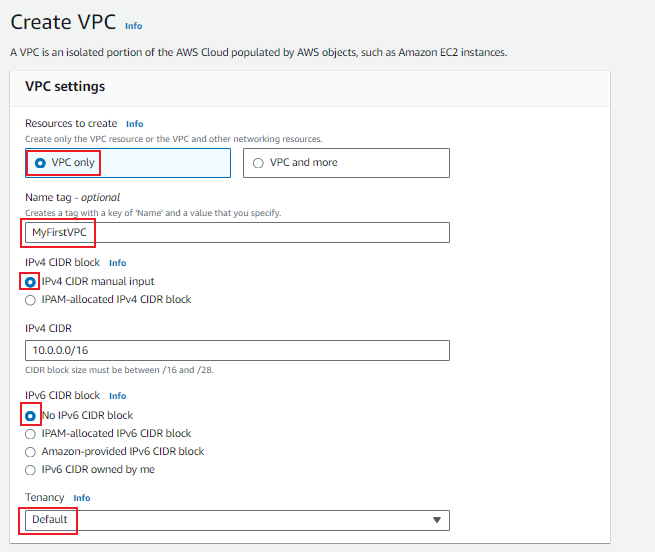 Create VPC Info
A VPC is an isolated portion of the AWS Cloud populated by AWS objects, such as Amazon EC2 instances.
VPC settings
Resources to create Info
Create only the VPC resource or the VPC and other networking resources.
VPC only
VPC and more
Name tag - optional
Creates a tag with a key of 'Name' and a value that you specify.
MyFirstVPC
IPv4 CIDR block Info
IPv4 CIDR manual input
IPAM-allocated IPv4 CIDR block
IPv4 CIDR
10.0.0.0/16
CIDR block size must be between /16 and /28.
IPv6 CIDR block Info
No IPv6 CIDR block
IPAM-allocated IPv6 CIDR block
Amazon-provided IPv6 CIDR block
IPv6 CIDR owned by me
Tenancy Info
Default